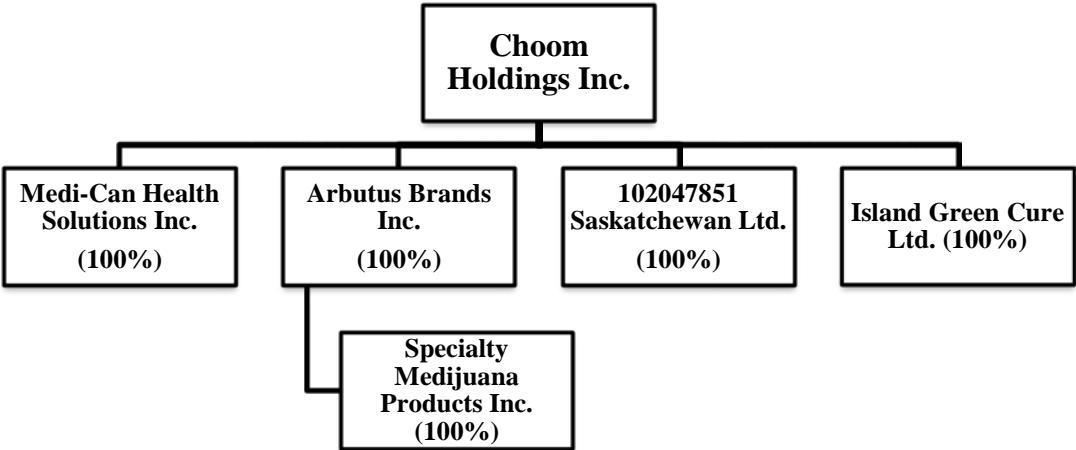 Choom
Holdings Inc.
Medi-Can Health
Solutions Inc.
(100%)
Arbutus Brands
Inc.
(100%)
102047851
Saskatchewan Ltd.
(100%)
Island Green Cure
Ltd. (100%)
Specialty
Medijuana
Products Inc.
(100%)